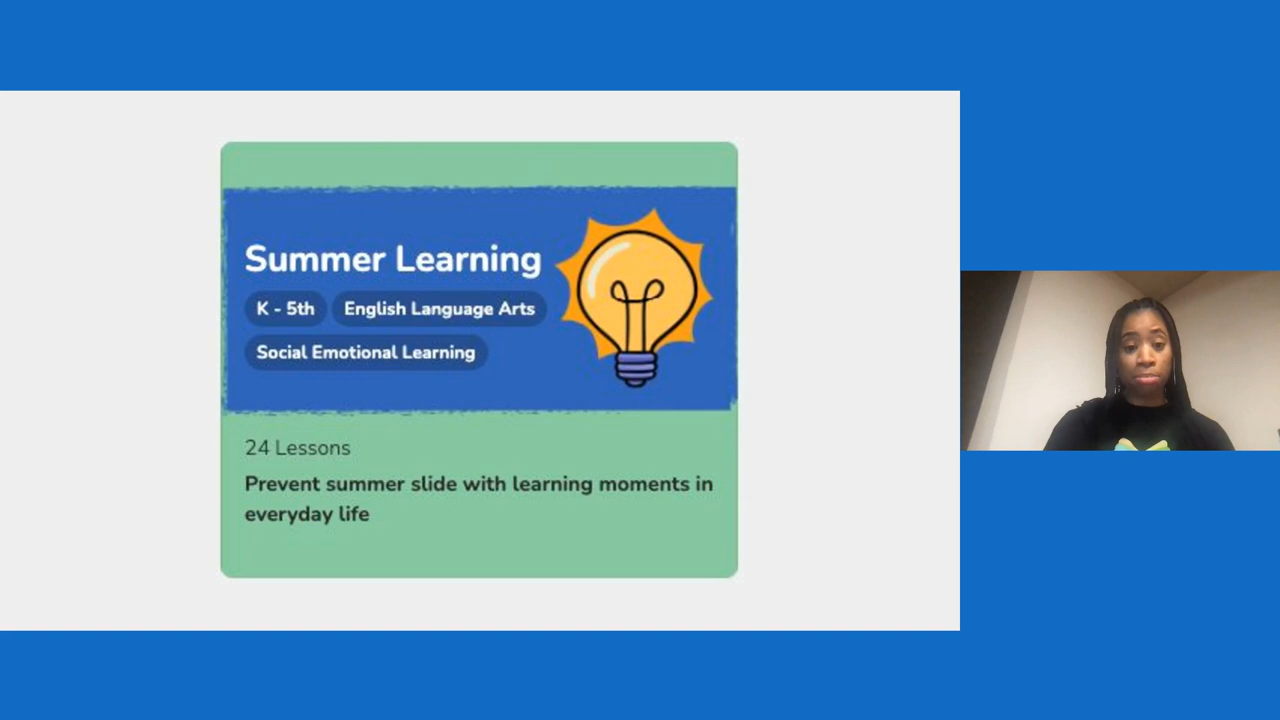 Summer Learning
K - 5th
English Language Arts
Social Emotional Learning
24 Lessons
Prevent summer slide with learning moments in
everyday life